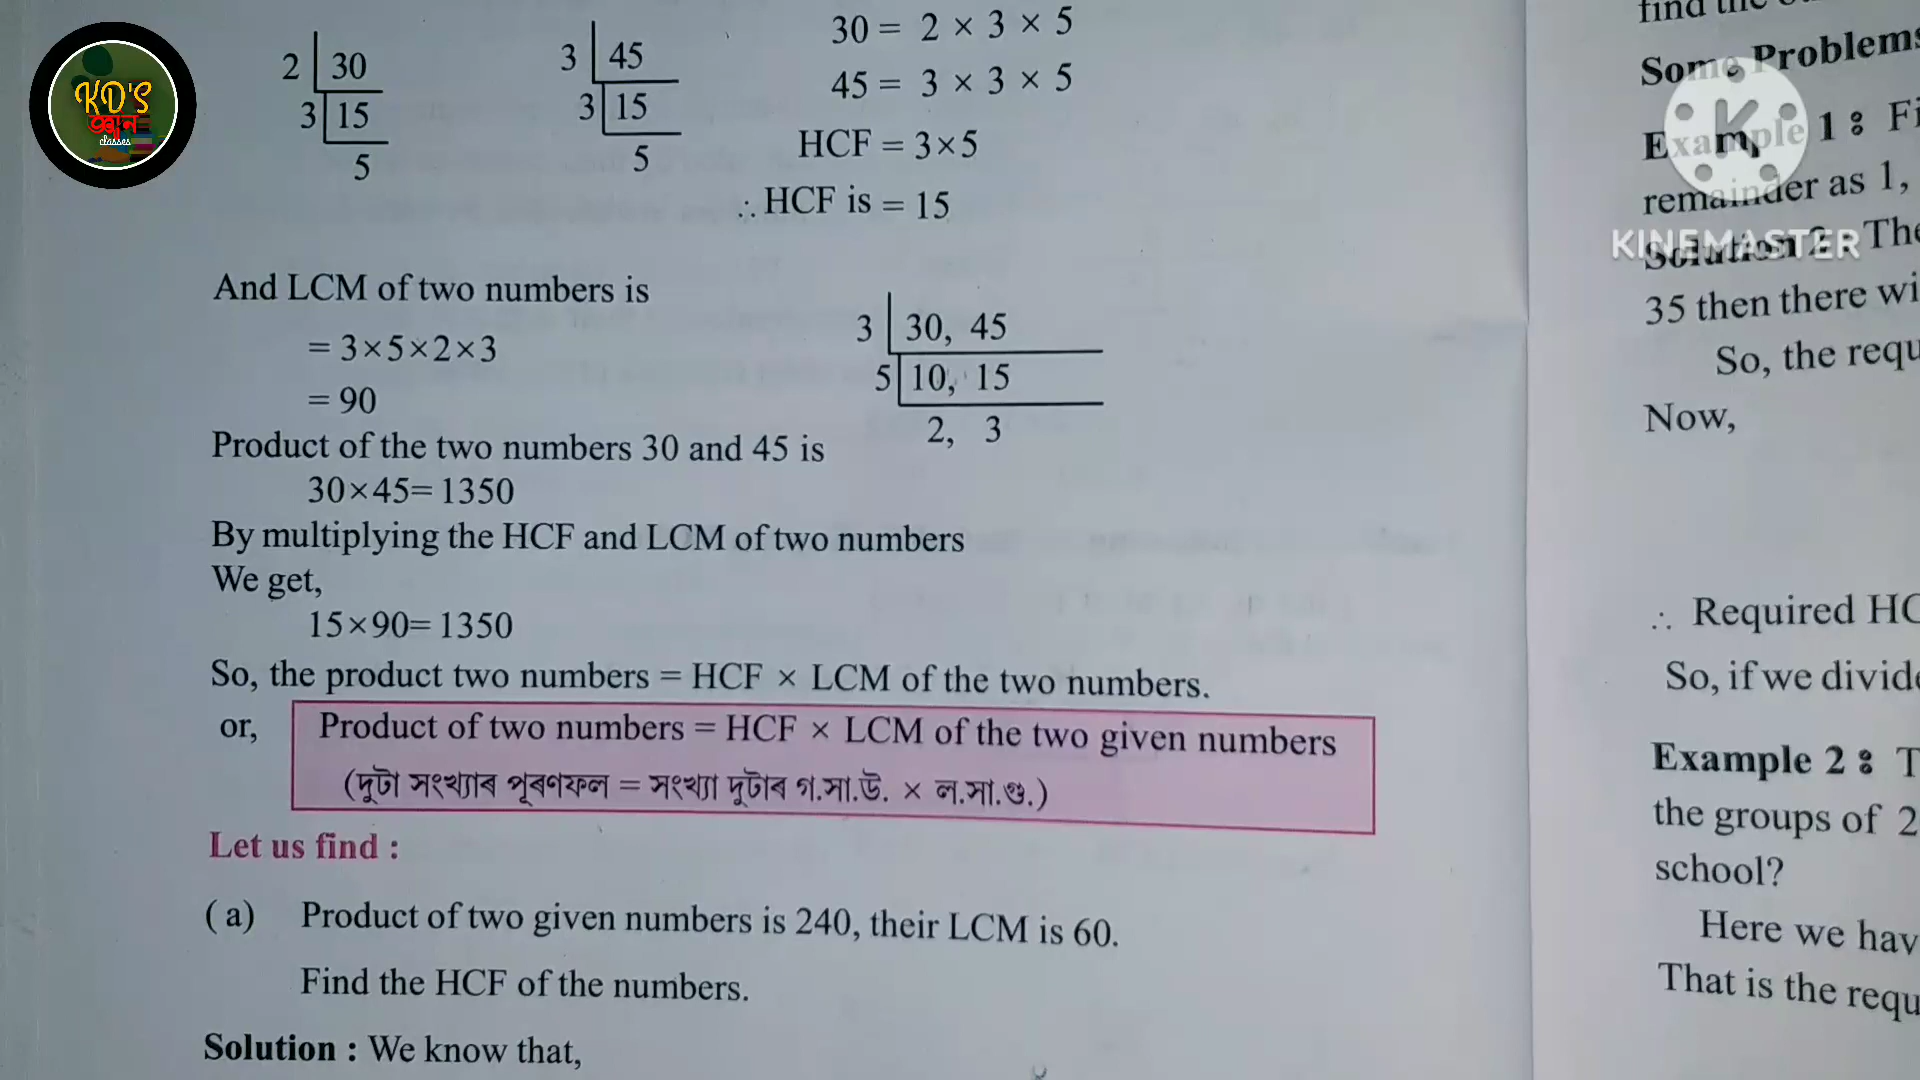 KD'S
জ্ঞান
classes
2 30
3 15
5
3 45
3 15
5
30 = 2 × 3 × 5
45 = 3 × 3 × 5
HCF = 3×5
∴ HCF is = 15
And LCM of two numbers is
= 3×5×2×3
= 90
3 30, 45
5 10, 15
2, 3
Product of the two numbers 30 and 45 is
30×45= 1350
By multiplying the HCF and LCM of two numbers
We get,
15×90= 1350
So, the product two numbers = HCF × LCM of the two numbers.
or, Product of two numbers = HCF × LCM of the two given numbers
(দুটা সংখ্যাৰ পূৰণফল = সংখ্যা দুটাৰ গ.সা.উ. × ল.সা.গু.)
Let us find :
(a) Product of two given numbers is 240, their LCM is 60.
Find the HCF of the numbers.
Solution : We know that,
find the
Some Problems
Example 1 : Fi
remainder as 1,
KINEMASTER
Solution 2 : The
35 then there wi
So, the requ
Now,
∴ Required HC
So, if we divide
Example 2 : T
the groups of 2
school?
Here we hav
That is the requ